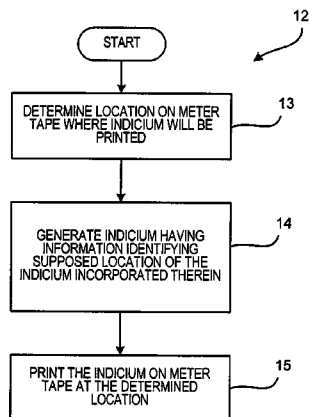 12
START
DETERMINE LOCATION ON METER
TAPE WHERE INDICIUM WILL BE
PRINTED
13
GENERATE INDICIUM HAVING
INFORMATION IDENTIFYING
SUPPOSED LOCATION OF THE
INDICIUM INCORPORATED THEREIN
14
PRINT THE INDICIUM ON METER
TAPE AT THE DETERMINED
LOCATION
15